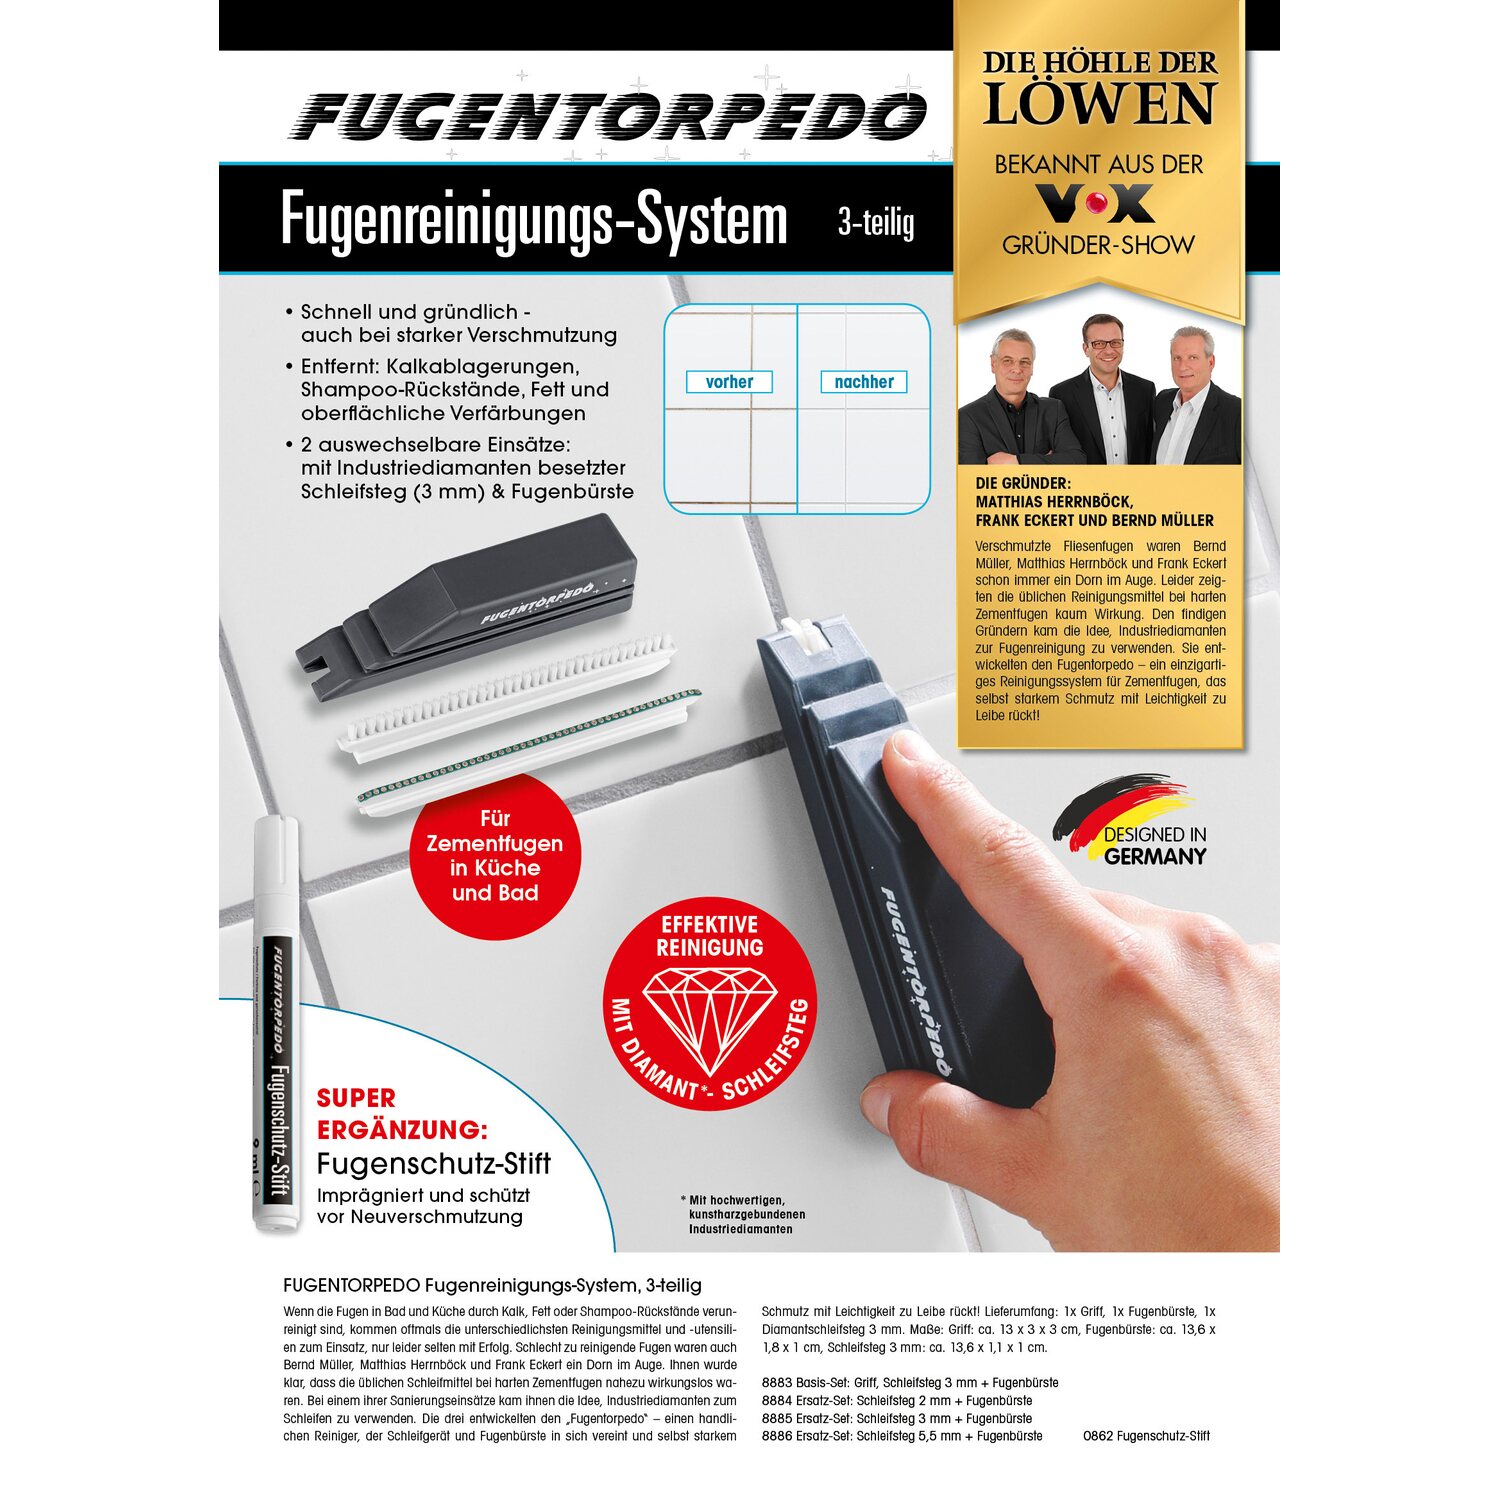 FUGENTORPEDO
Fugenreinigungs-System 3-teilig
DIE HÖHLE DER
LÖWEN
BEKANNT AUS DER
VOX
GRÜNDER-SHOW
• Schnell und gründlich -
auch bei starker Verschmutzung
• Entfernt: Kalkablagerungen,
Shampoo-Rückstände, Fett und
oberflächliche Verfärbungen
• 2 auswechselbare Einsätze:
mit Industriediamanten besetzter
Schleifsteg (3 mm) & Fugenbürste
vorher nachher
DIE GRÜNDER:
MATTHIAS HERRNBÖCK,
FRANK ECKERT UND BERND MÜLLER
Verschmutzte Fliesenfugen waren Bernd
Müller, Matthias Herrnböck und Frank Eckert
schon immer ein Dorn im Auge. Leider zeig-
ten die üblichen Reinigungsmittel bei harten
Zementfugen kaum Wirkung. Den findigen
Gründern kam die Idee, Industriediamanten
zur Fugenreinigung zu verwenden. Sie ent-
wickelten den Fugentorpedo – ein einzigarti-
ges Reinigungssystem für Zementfugen, das
selbst starkem Schmutz mit Leichtigkeit zu
Leibe rückt!
FUGENTORPEDO
Für
Zementfugen
in Küche
und Bad
DESIGNED IN
GERMANY
EFFEKTIVE
REINIGUNG
MIT DIAMANT*- SCHLEIFSTEG
FUGENTORPEDO
FUGENTORPEDO
Fugenschutz-Stift
SUPER
ERGÄNZUNG:
Fugenschutz-Stift
Imprägniert und schützt
vor Neuverschmutzung
* Mit hochwertigen,
kunstharzgebundenen
Industriediamanten
FUGENTORPEDO Fugenreinigungs-System, 3-teilig
Wenn die Fugen in Bad und Küche durch Kalk, Fett oder Shampoo-Rückstände verun-
reinigt sind, kommen oftmals die unterschiedlichsten Reinigungsmittel und -utensili-
en zum Einsatz, nur leider selten mit Erfolg. Schlecht zu reinigende Fugen waren auch
Bernd Müller, Matthias Herrnböck und Frank Eckert ein Dorn im Auge. Ihnen wurde
klar, dass die üblichen Schleifmittel bei harten Zementfugen nahezu wirkungslos wa-
ren. Bei einem ihrer Sanierungseinsätze kam ihnen die Idee, Industriediamanten zum
Schleifen zu verwenden. Die drei entwickelten den „Fugentorpedo“ – einen handli-
chen Reiniger, der Schleifgerät und Fugenbürste in sich vereint und selbst starkem
Schmutz mit Leichtigkeit zu Leibe rückt! Lieferumfang: 1x Griff, 1x Fugenbürste, 1x
Diamantschleifsteg 3 mm. Maße: Griff: ca. 13 x 3 x 3 cm, Fugenbürste: ca. 13,6 x
1,8 x 1 cm, Schleifsteg 3 mm: ca. 13,6 x 1,1 x 1 cm.
8883 Basis-Set: Griff, Schleifsteg 3 mm + Fugenbürste
8884 Ersatz-Set: Schleifsteg 2 mm + Fugenbürste
8885 Ersatz-Set: Schleifsteg 3 mm + Fugenbürste
8886 Ersatz-Set: Schleifsteg 5,5 mm + Fugenbürste 0862 Fugenschutz-Stift